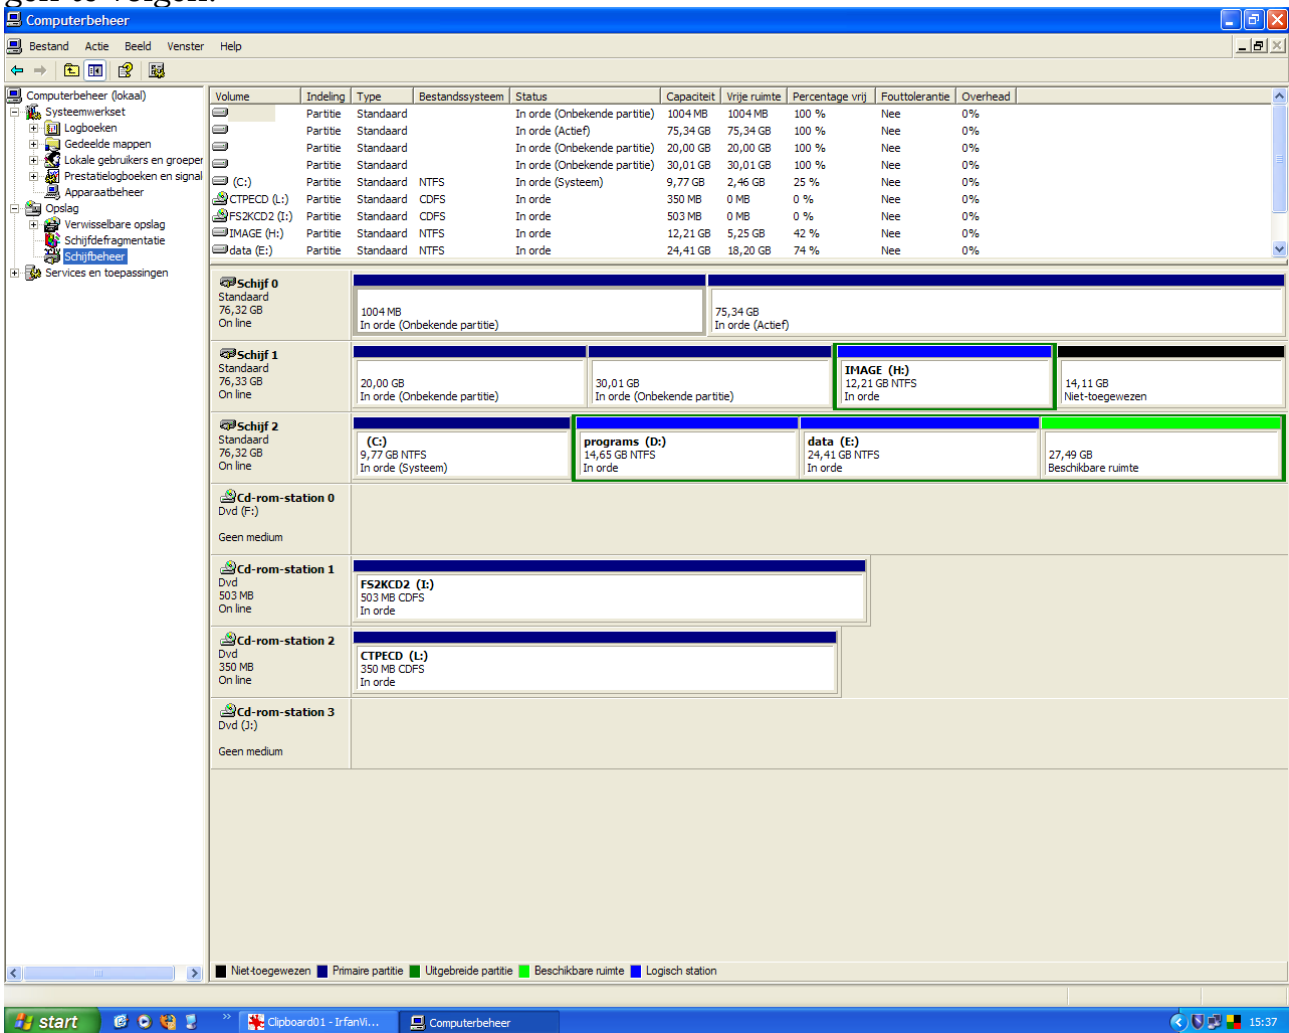 Computerbeheer
Bestand Actie Beeld Venster Help
Computerbeheer (lokaal)
Systeemwerkset
Logboeken
Gedeelde mappen
Lokale gebruikers en groeper
Prestatielogboeken en signal
Apparaatbeheer
Opslag
Verwisselbare opslag
Schijfdefragmentatie
Schijfbeheer
Services en toepassingen
Volume Indeling Type Bestandssysteem Status Capaciteit Vrije ruimte Percentage vrij Fouttolerantie Overhead
Partitie Standaard In orde (Onbekende partitie) 1004 MB 1004 MB 100 % Nee 0%
Partitie Standaard In orde (Actief) 75,34 GB 75,34 GB 100 % Nee 0%
Partitie Standaard In orde (Onbekende partitie) 20,00 GB 20,00 GB 100 % Nee 0%
Partitie Standaard In orde (Onbekende partitie) 30,01 GB 30,01 GB 100 % Nee 0%
(C:) Partitie Standaard NTFS In orde (Systeem) 9,77 GB 2,46 GB 25 % Nee 0%
CTPECD (L:) Partitie Standaard CDFS In orde 350 MB 0 MB 0 % Nee 0%
FS2KCD2 (I:) Partitie Standaard CDFS In orde 503 MB 0 MB 0 % Nee 0%
IMAGE (H:) Partitie Standaard NTFS In orde 12,21 GB 5,25 GB 42 % Nee 0%
data (E:) Partitie Standaard NTFS In orde 24,41 GB 18,20 GB 74 % Nee 0%
Schijf 0
Standaard
76,32 GB
On line
1004 MB
In orde (Onbekende partitie)
75,34 GB
In orde (Actief)
Schijf 1
Standaard
76,33 GB
On line
20,00 GB
In orde (Onbekende partitie)
30,01 GB
In orde (Onbekende partitie)
IMAGE (H:)
12,21 GB NTFS
In orde
14,11 GB
Niet-toegewezen
Schijf 2
Standaard
76,32 GB
On line
(C:)
9,77 GB NTFS
In orde (Systeem)
programs (D:)
14,65 GB NTFS
In orde
data (E:)
24,41 GB NTFS
In orde
27,49 GB
Beschikbare ruimte
Cd-rom-station 0
Dvd (F:)
Geen medium
Cd-rom-station 1
Dvd
503 MB
On line
FS2KCD2 (I:)
503 MB CDFS
In orde
Cd-rom-station 2
Dvd
350 MB
On line
CTPECD (L:)
350 MB CDFS
In orde
Cd-rom-station 3
Dvd (J:)
Geen medium
Niet-toegewezen Primaire partitie Uitgebreide partitie Beschikbare ruimte Logisch station
start Clipboard01 - IrfanVi... Computerbeheer 15:37